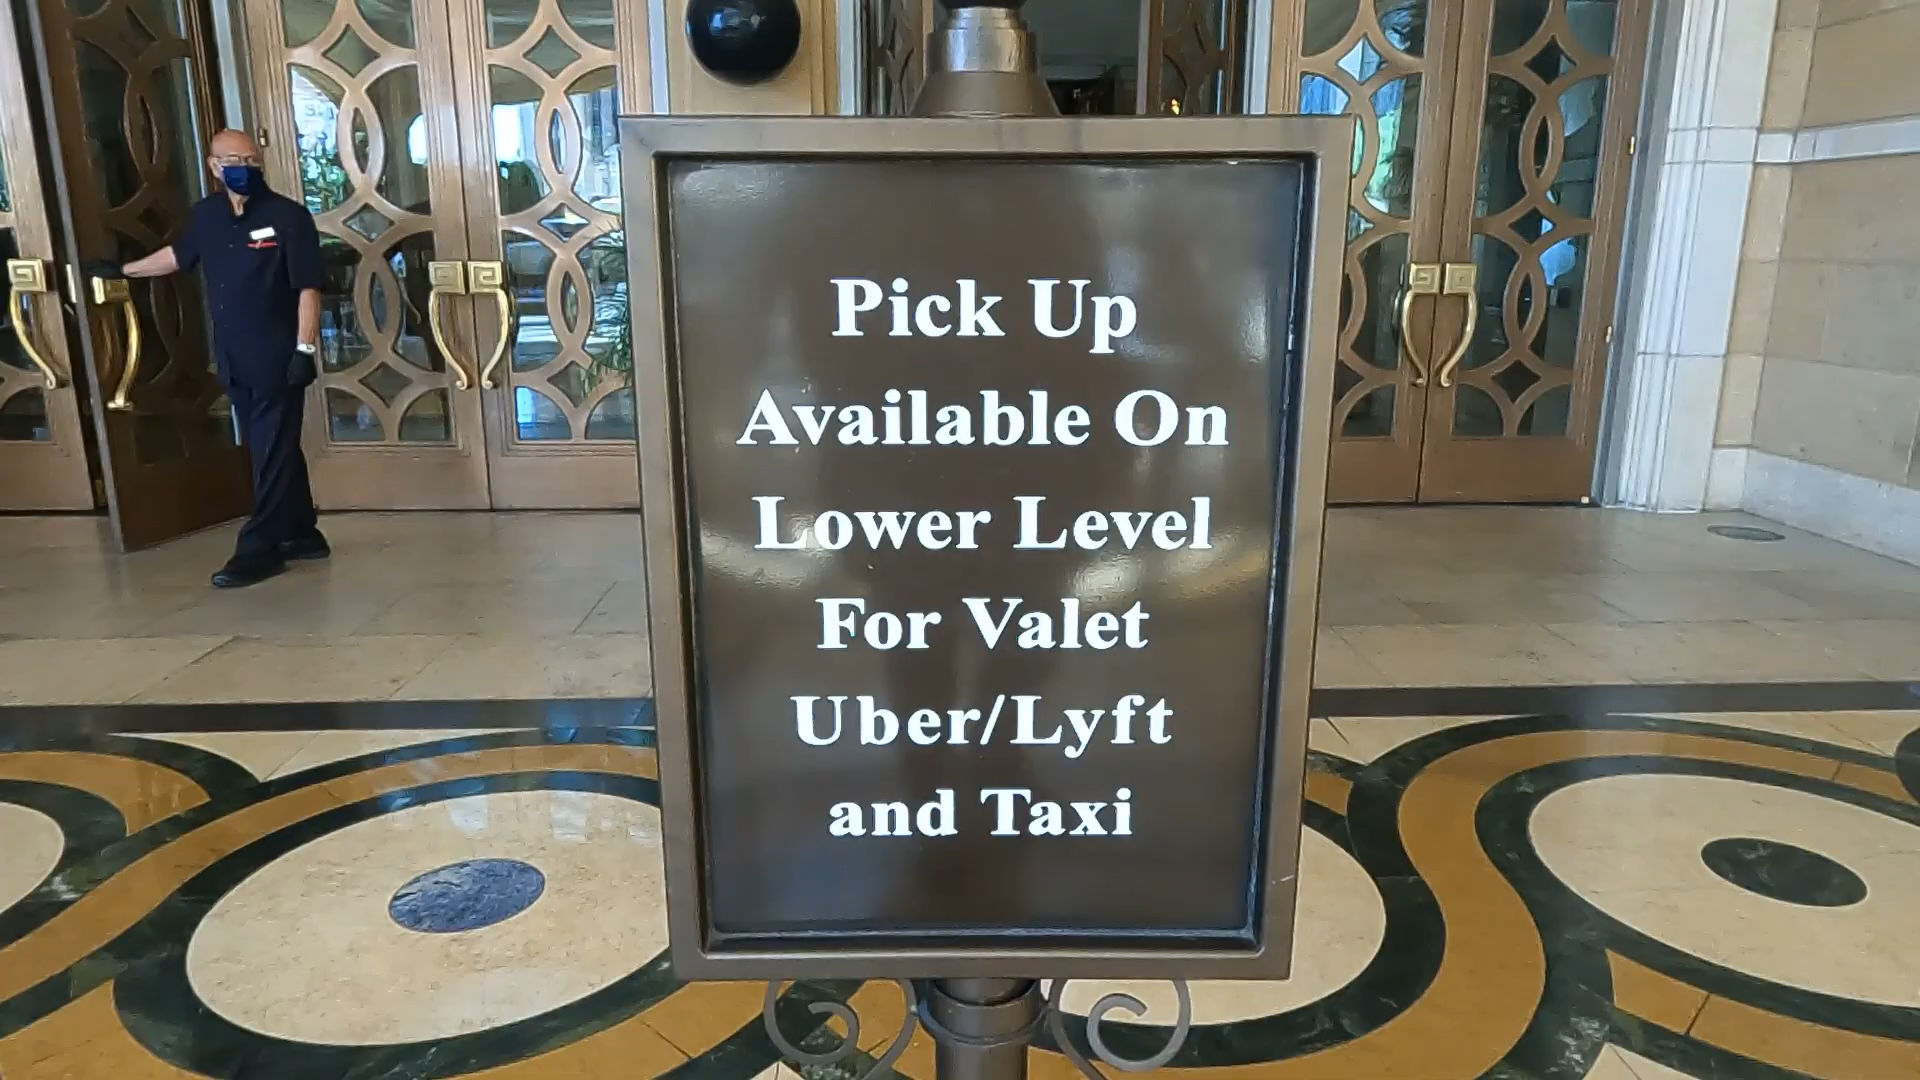 Pick Up
Available On
Lower Level
For Valet
Uber/Lyft
and Taxi